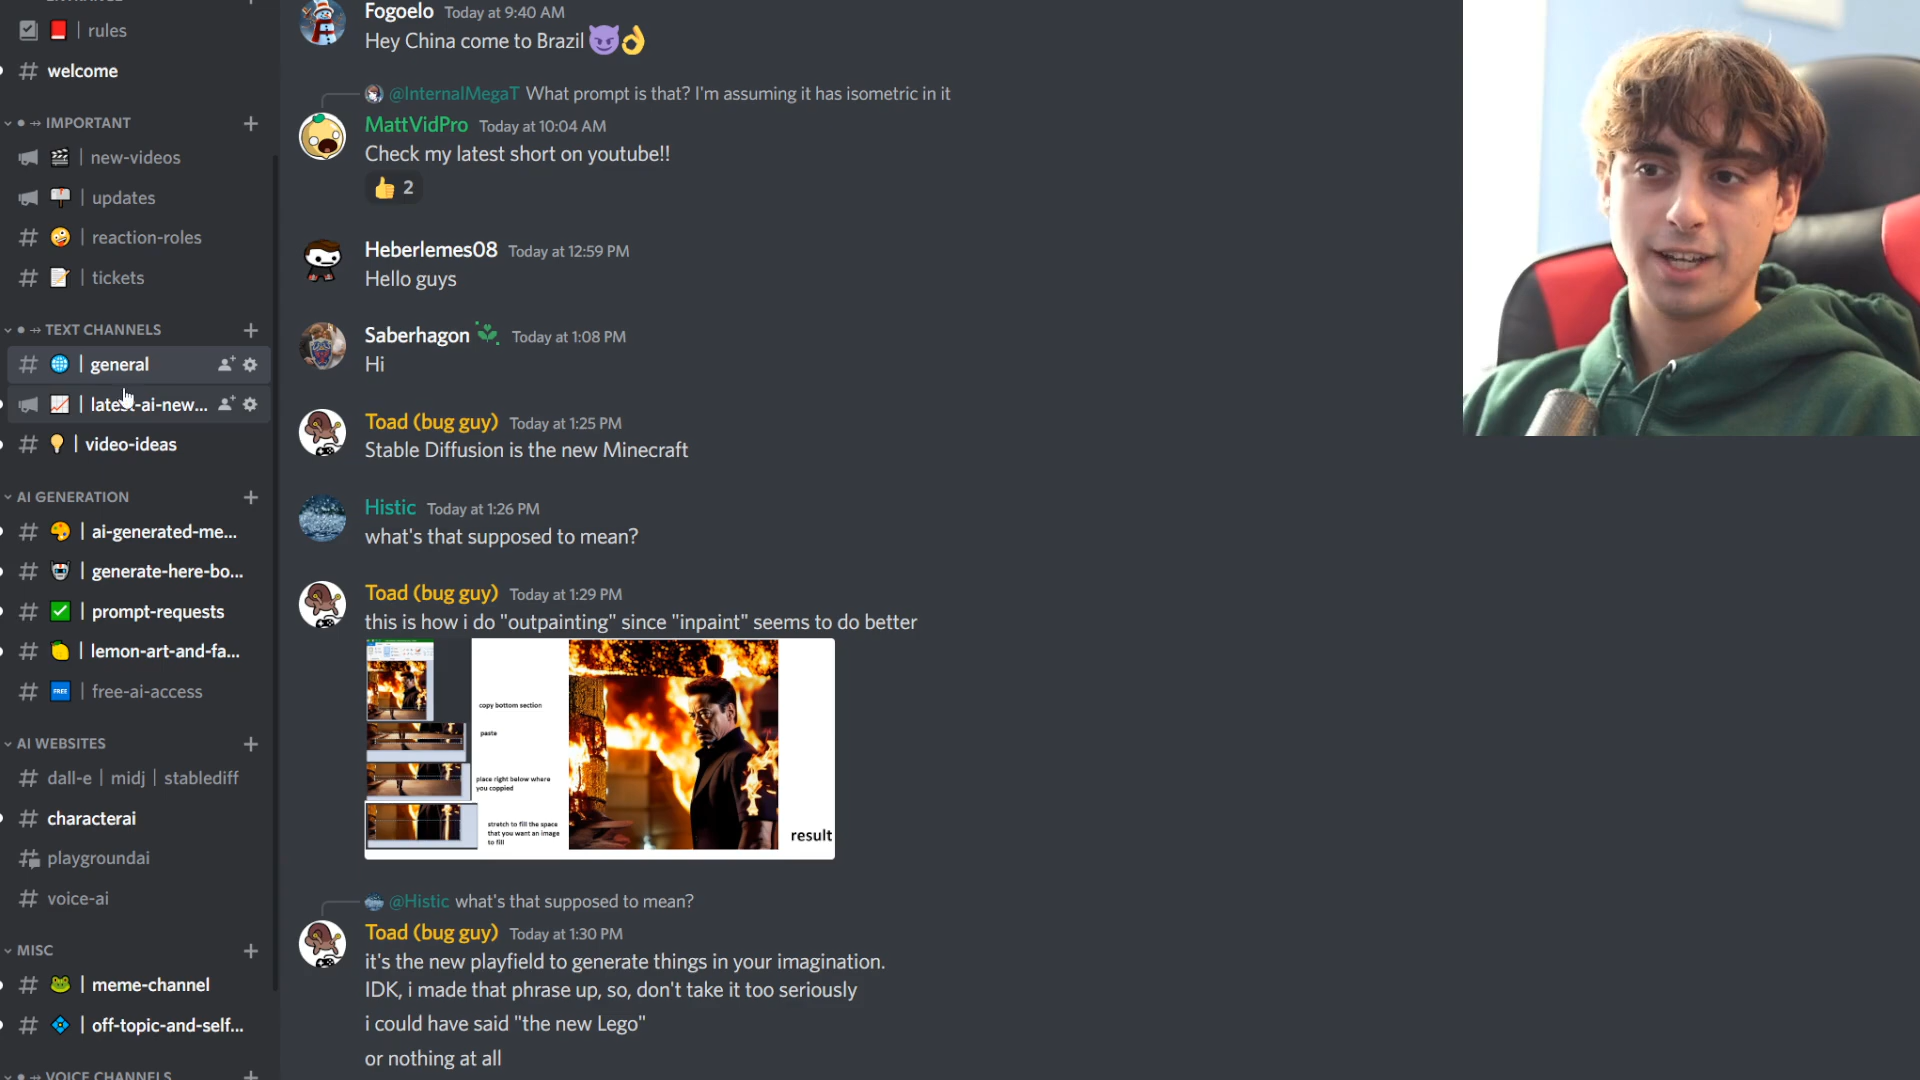 rules
# welcome
IMPORTANT
new-videos
updates
reaction-roles
tickets
TEXT CHANNELS
general
latest-ai-new...
video-ideas
AI GENERATION
ai-generated-me...
generate-here-bo...
prompt-requests
lemon-art-and-fa...
FREE
free-ai-access
AI WEBSITES
dall-e | midj | stablediff
characterai
playgroundai
voice-ai
MISC
meme-channel
off-topic-and-self...
VOICE CHANNELS
Fogoelo Today at 9:40 AM
Hey China come to Brazil 😈👌
@InternalMegaT What prompt is that? I'm assuming it has isometric in it
MattVidPro Today at 10:04 AM
Check my latest short on youtube!!
👍 2
Heberlemes08 Today at 12:59 PM
Hello guys
Saberhagon Today at 1:08 PM
Hi
Toad (bug guy) Today at 1:25 PM
Stable Diffusion is the new Minecraft
Histic Today at 1:26 PM
what's that supposed to mean?
Toad (bug guy) Today at 1:29 PM
this is how i do "outpainting" since "inpaint" seems to do better
copy bottom section
paste
place right below where
you coppied
stretch to fill the space
that you want an image
to fill
result
@Histic what's that supposed to mean?
Toad (bug guy) Today at 1:30 PM
it's the new playfield to generate things in your imagination.
IDK, i made that phrase up, so, don't take it too seriously
i could have said "the new Lego"
or nothing at all